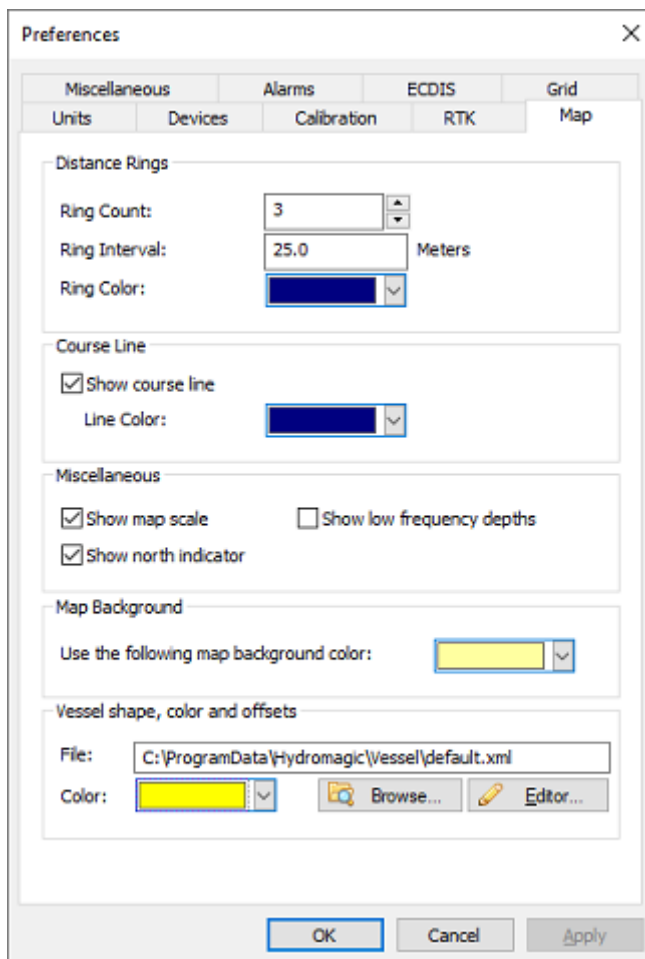 Preferences
Miscellaneous Alarms ECDIS Grid
Units Devices Calibration RTK Map
Distance Rings
Ring Count: 3
Ring Interval: 25.0 Meters
Ring Color:
Course Line
Show course line
Line Color:
Miscellaneous
Show map scale Show low frequency depths
Show north indicator
Map Background
Use the following map background color:
Vessel shape, color and offsets
File: C:\ProgramData\Hydromagic\Vessel\default.xml
Color: Browse... Editor...
OK Cancel Apply